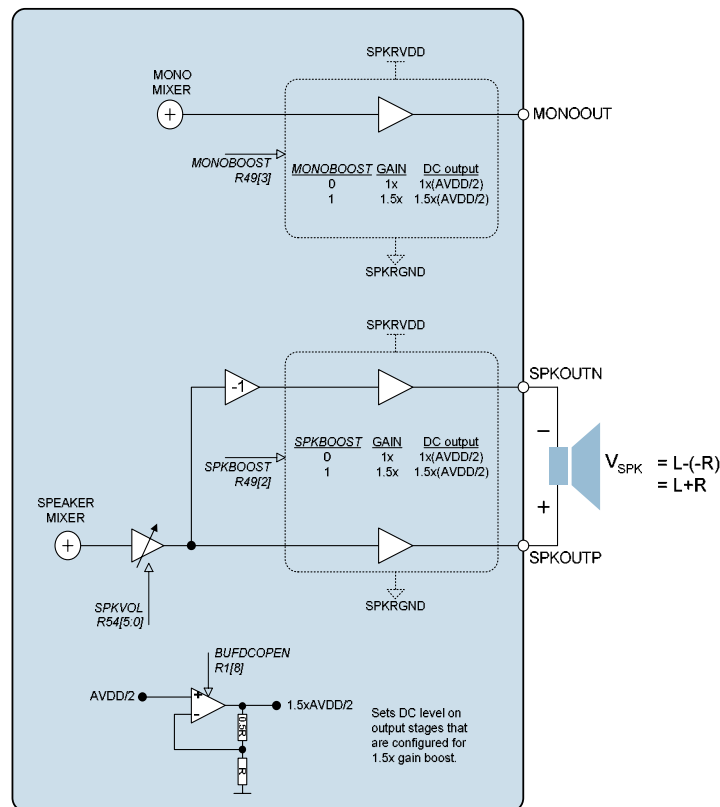 SPKRVDD
MONO
MIXER
MONOOUT
MONOBOOST
R49[3]
MONOBOOST GAIN DC output
0 1x 1x(AVDD/2)
1 1.5x 1.5x(AVDD/2)
SPKRGND
SPKRVDD
SPKOUTN
-1
SPKBOOST
R49[2]
SPKBOOST GAIN DC output
0 1x 1x(AVDD/2)
1 1.5x 1.5x(AVDD/2)
−
VSPK = L-(-R)
= L+R
+
SPEAKER
MIXER
SPKOUTP
SPKVOL
R54[5:0]
SPKRGND
BUFDCOPEN
R1[8]
AVDD/2
+
-
1.5xAVDD/2
0.5R
R
Sets DC level on
output stages that
are configured for
1.5x gain boost.